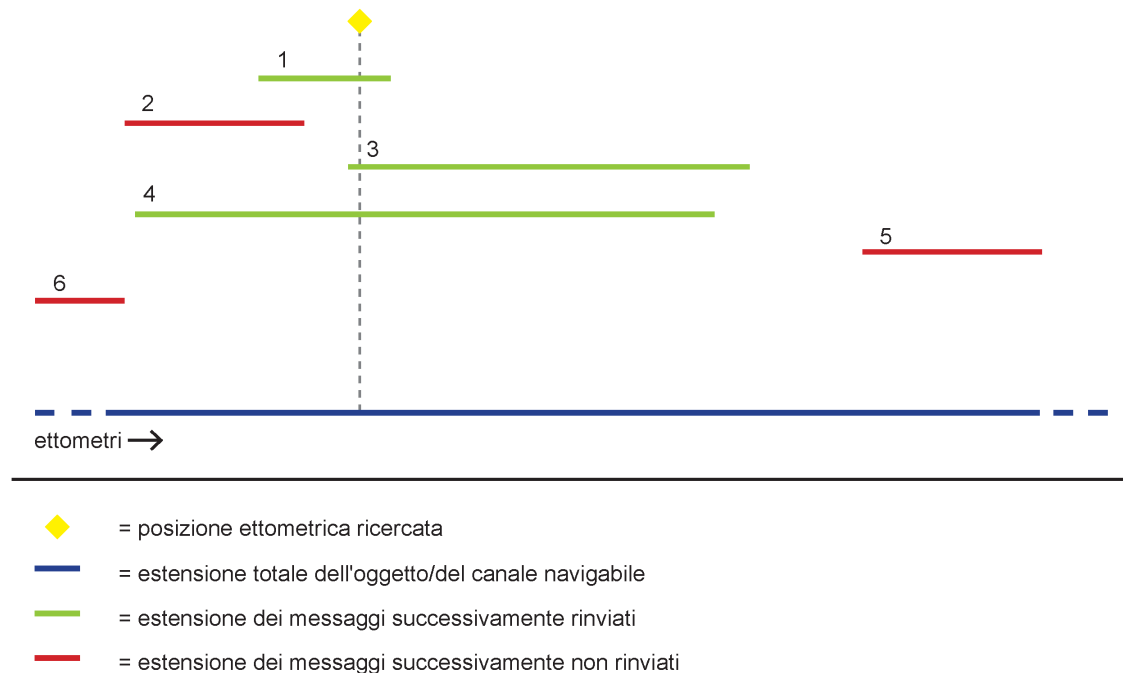 1
2
3
4
5
6
ettometri
= posizione ettometrica ricercata
= estensione totale dell'oggetto/del canale navigabile
= estensione dei messaggi successivamente rinviati
= estensione dei messaggi successivamente non rinviati